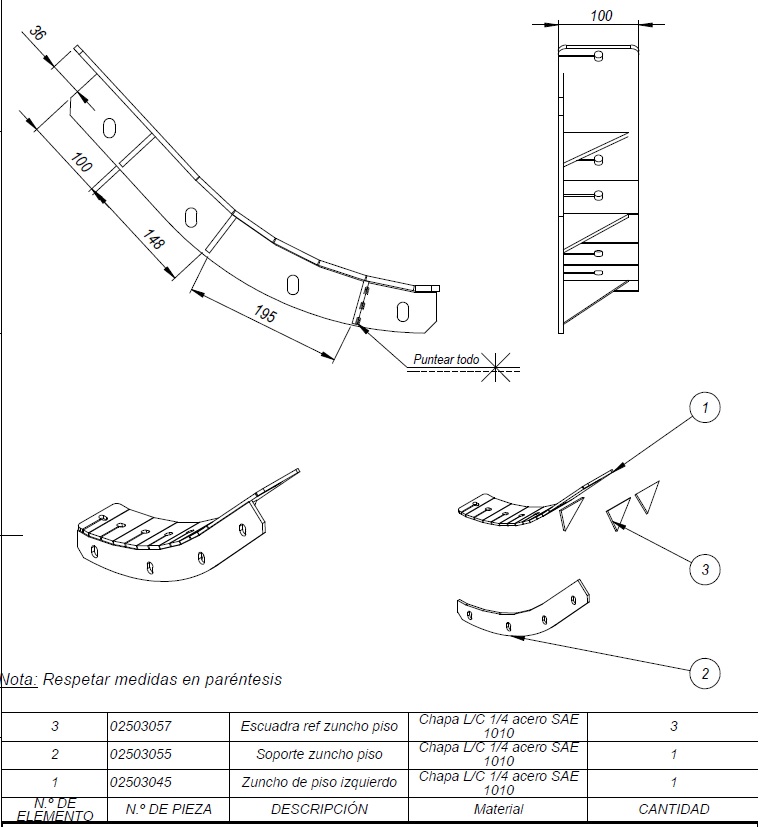 36
100
100
148
195
Puntear todo
1
3
2
Nota: Respetar medidas en paréntesis
3 02503057 Escuadra ref zuncho piso Chapa L/C 1/4 acero SAE 1010 3
2 02503055 Soporte zuncho piso Chapa L/C 1/4 acero SAE 1010 1
1 02503045 Zuncho de piso izquierdo Chapa L/C 1/4 acero SAE 1010 1
N.º DE ELEMENTO N.º DE PIEZA DESCRIPCIÓN Material CANTIDAD